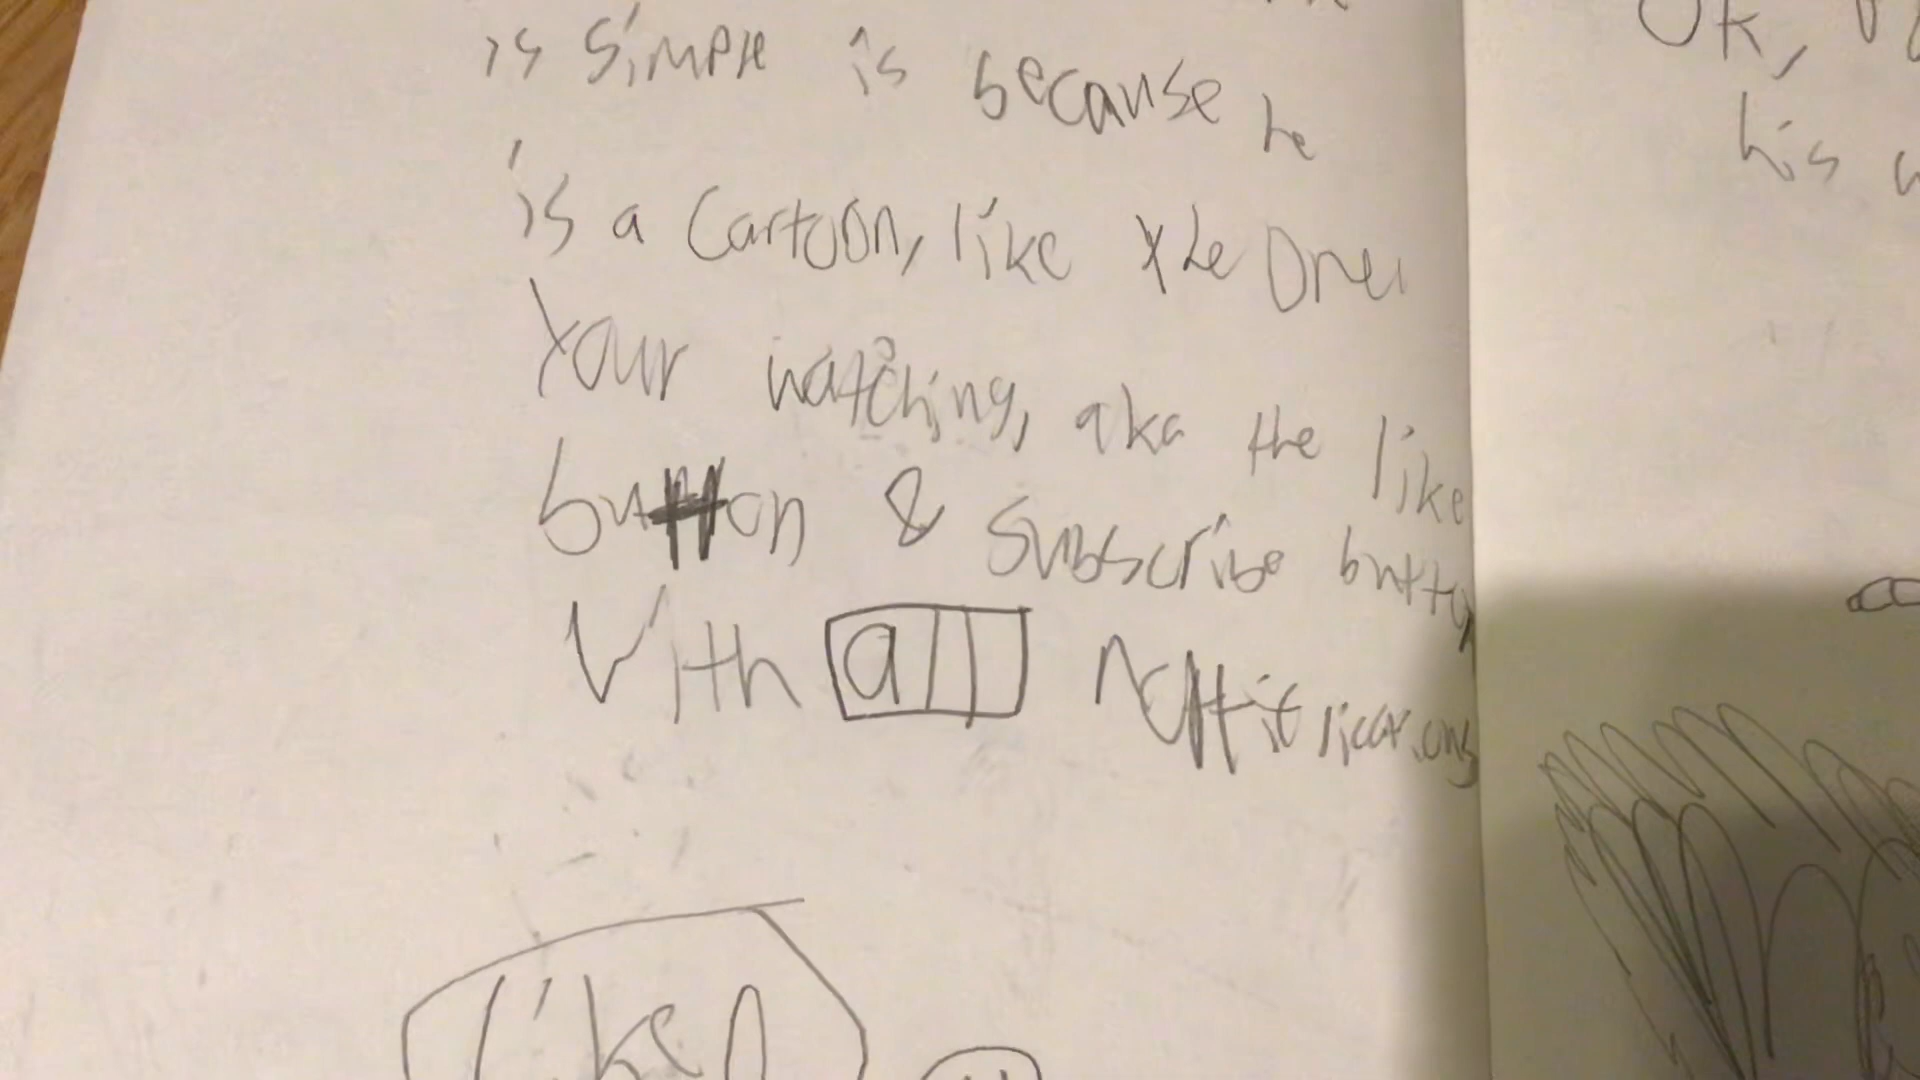 is simple is because he
is a Cartoon, like the One
Your watching, aka the like
button & Subscribe button
With all notifications
Like
Ok,
his